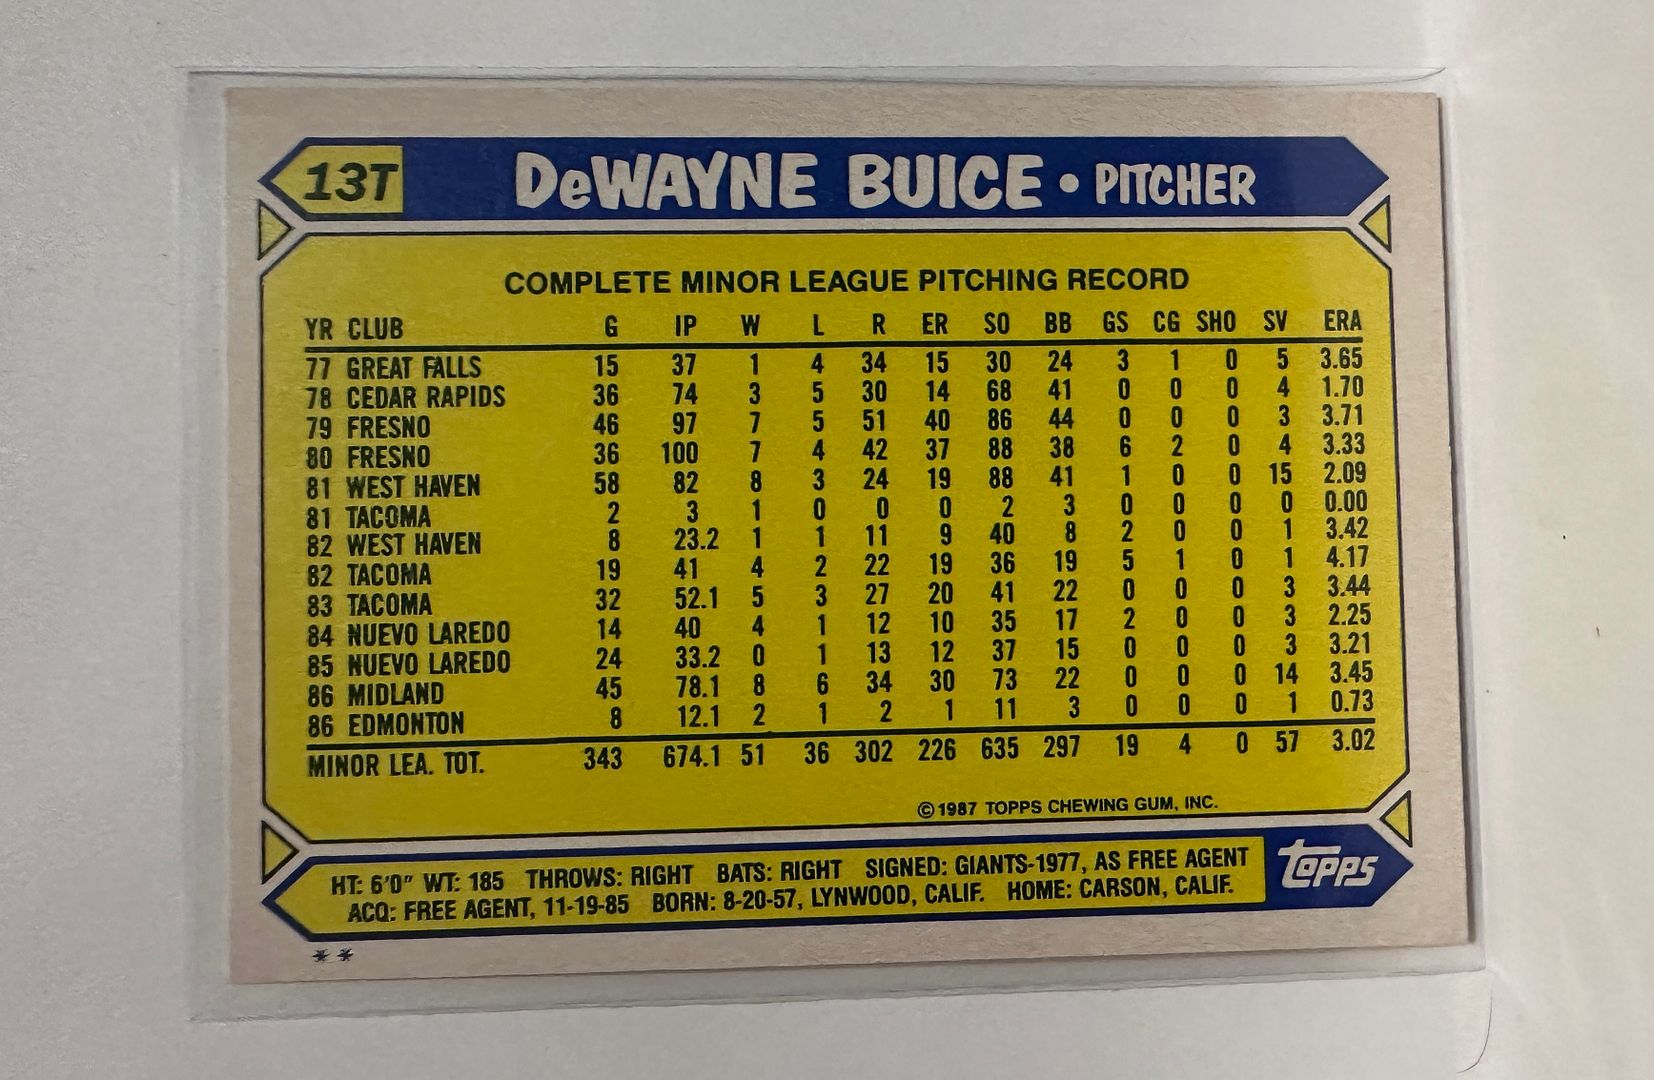 13T DeWAYNE BUICE • PITCHER
COMPLETE MINOR LEAGUE PITCHING RECORD
YR CLUB G IP W L R ER SO BB GS CG SHO SV ERA
77 GREAT FALLS 15 37 1 4 34 15 30 24 3 1 0 5 3.65
78 CEDAR RAPIDS 36 74 3 5 30 14 68 41 0 0 0 4 1.70
79 FRESNO 46 97 7 5 51 40 86 44 0 0 0 3 3.71
80 FRESNO 36 100 7 4 42 37 88 38 6 2 0 4 3.33
81 WEST HAVEN 58 82 8 3 24 19 88 41 1 0 0 15 2.09
81 TACOMA 2 3 1 0 0 0 2 3 0 0 0 0 0.00
82 WEST HAVEN 8 23.2 1 1 11 9 40 8 2 0 0 1 3.42
82 TACOMA 19 41 4 2 22 19 36 19 5 1 0 1 4.17
83 TACOMA 32 52.1 5 3 27 20 41 22 0 0 0 3 3.44
84 NUEVO LAREDO 14 40 4 1 12 10 35 17 2 0 0 3 2.25
85 NUEVO LAREDO 24 33.2 0 1 13 12 37 15 0 0 0 3 3.21
86 MIDLAND 45 78.1 8 6 34 30 73 22 0 0 0 14 3.45
86 EDMONTON 8 12.1 2 1 2 1 11 3 0 0 0 1 0.73
MINOR LEA. TOT. 343 674.1 51 36 302 226 635 297 19 4 0 57 3.02
© 1987 TOPPS CHEWING GUM, INC.
HT: 6'0" WT: 185 THROWS: RIGHT BATS: RIGHT SIGNED: GIANTS-1977, AS FREE AGENT
ACQ: FREE AGENT, 11-19-85 BORN: 8-20-57, LYNWOOD, CALIF. HOME: CARSON, CALIF.
topps
**